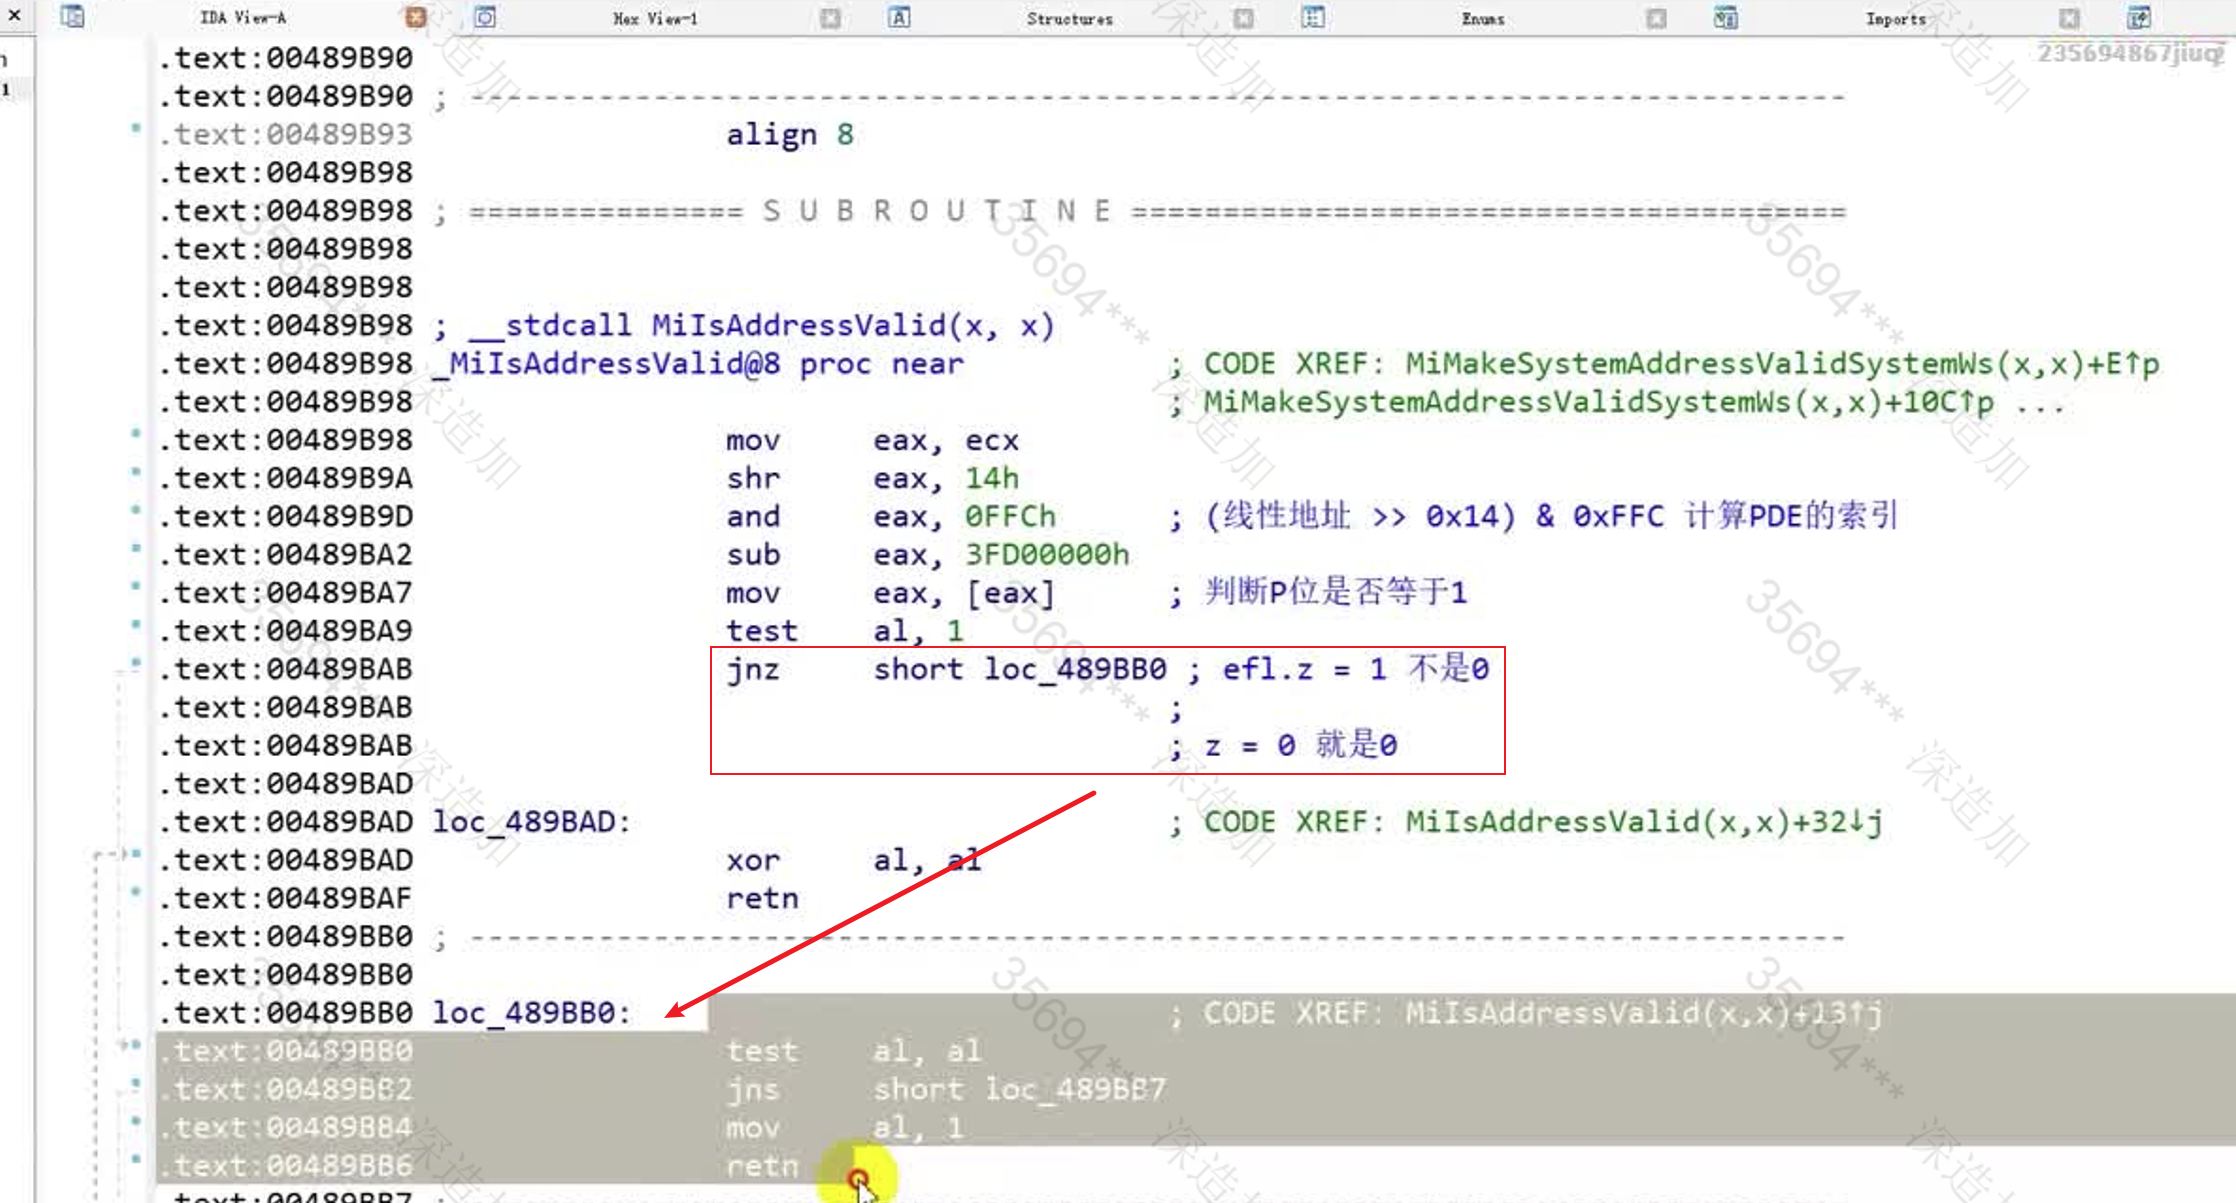 IDA View-A Hex View-1 Structures Enums Imports
.text:00489B90
.text:00489B90 ; ---------------------------------------------------------------------------
.text:00489B93 align 8
.text:00489B98
.text:00489B98 ; =============== S U B R O U T I N E =======================================
.text:00489B98
.text:00489B98
.text:00489B98 ; __stdcall MiIsAddressValid(x, x)
.text:00489B98 _MiIsAddressValid@8 proc near ; CODE XREF: MiMakeSystemAddressValidSystemWs(x,x)+E↑p
.text:00489B98 ; MiMakeSystemAddressValidSystemWs(x,x)+10C↑p ...
.text:00489B98 mov eax, ecx
.text:00489B9A shr eax, 14h
.text:00489B9D and eax, 0FFCh ; (线性地址 >> 0x14) & 0xFFC 计算PDE的索引
.text:00489BA2 sub eax, 3FD00000h
.text:00489BA7 mov eax, [eax] ; 判断P位是否等于1
.text:00489BA9 test al, 1
.text:00489BAB jnz short loc_489BB0 ; efl.z = 1 不是0
.text:00489BAB ;
.text:00489BAB ; z = 0 就是0
.text:00489BAD
.text:00489BAD loc_489BAD: ; CODE XREF: MiIsAddressValid(x,x)+32↓j
.text:00489BAD xor al, al
.text:00489BAF retn
.text:00489BB0 ; ---------------------------------------------------------------------------
.text:00489BB0
.text:00489BB0 loc_489BB0: ; CODE XREF: MiIsAddressValid(x,x)+13↑j
.text:00489BB0 test al, al
.text:00489BB2 jns short loc_489BB7
.text:00489BB4 mov al, 1
.text:00489BB6 retn
.text:00489BB7 ;
深造加
35694***